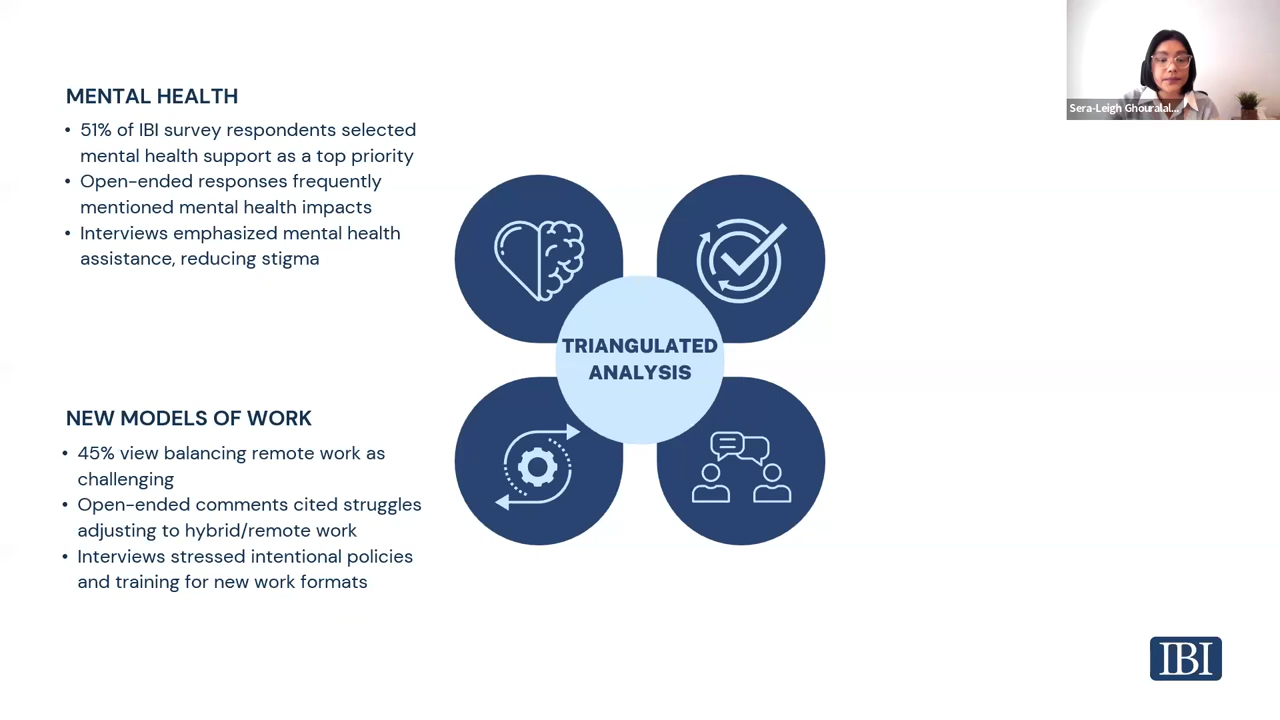 MENTAL HEALTH
• 51% of IBI survey respondents selected
mental health support as a top priority
• Open-ended responses frequently
mentioned mental health impacts
• Interviews emphasized mental health
assistance, reducing stigma
NEW MODELS OF WORK
• 45% view balancing remote work as
challenging
• Open-ended comments cited struggles
adjusting to hybrid/remote work
• Interviews stressed intentional policies
and training for new work formats
TRIANGULATED
ANALYSIS
Sera-Leigh Ghouralal...
IBI